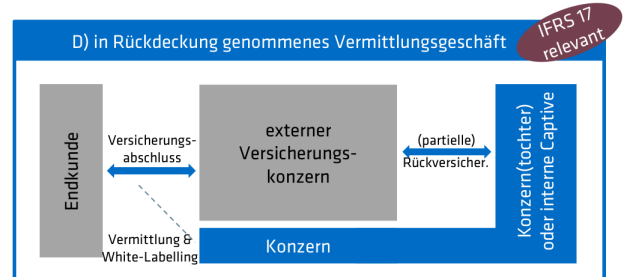 D) in Rückdeckung genommenes Vermittlungsgeschäft
IFRS 17
relevant
Endkunde
Versicherungs-
abschluss
externer
Versicherungs-
konzern
(partielle)
Rückversicher.
Konzern(tochter)
oder interne Captive
Vermittlung &
White-Labelling
Konzern